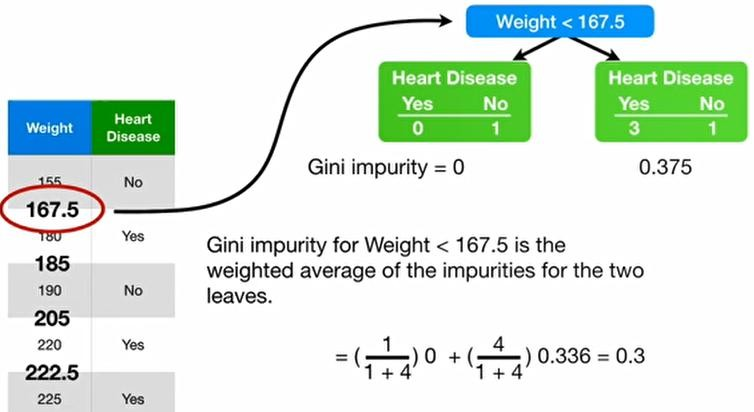 Weight < 167.5
Heart Disease
Yes No
0 1
Heart Disease
Yes No
3 1
Gini impurity = 0
0.375
Weight Heart Disease
155 No
167.5
180 Yes
185
190 No
205
220 Yes
222.5
225 Yes
Gini impurity for Weight < 167.5 is the
weighted average of the impurities for the two
leaves.
= (1/(1 + 4)) 0 + (4/(1 + 4)) 0.336 = 0.3